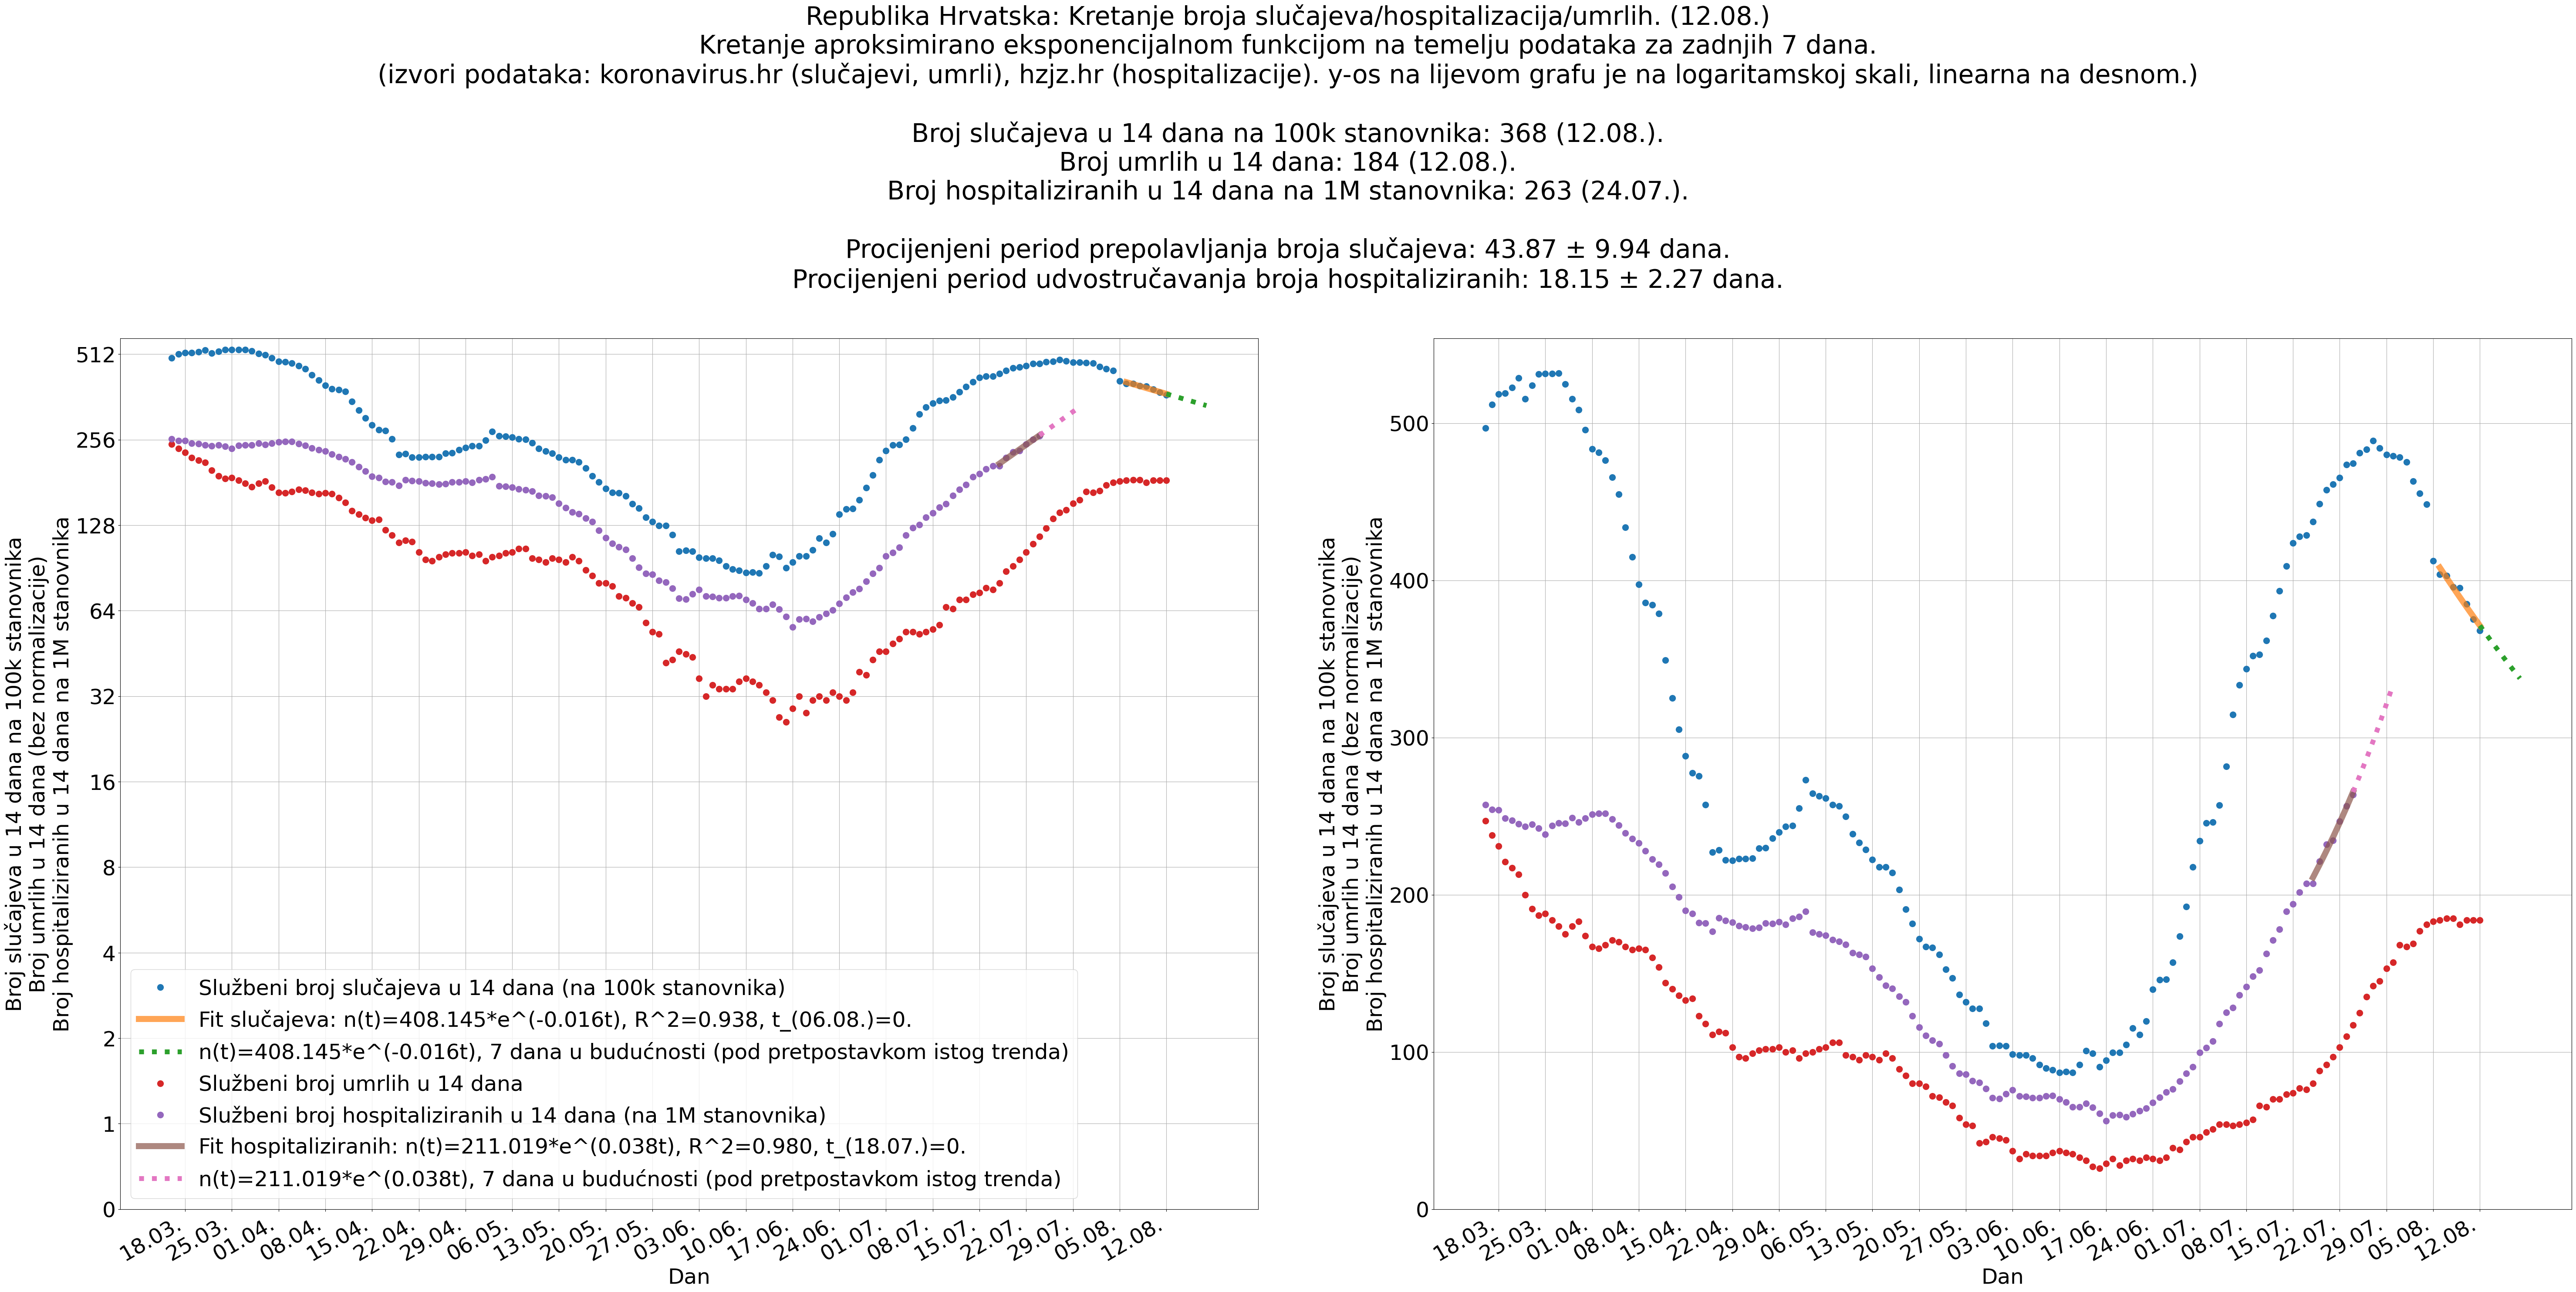 Republika Hrvatska: Kretanje broja slučajeva/hospitalizacija/umrlih. (12.08.)
Kretanje aproksimirano eksponencijalnom funkcijom na temelju podataka za zadnjih 7 dana.
(izvori podataka: koronavirus.hr (slučajevi, umrli), hzjz.hr (hospitalizacije). y-os na lijevom grafu je na logaritamskoj skali, linearna na desnom.)
Broj slučajeva u 14 dana na 100k stanovnika: 368 (12.08.).
Broj umrlih u 14 dana: 184 (12.08.).
Broj hospitaliziranih u 14 dana na 1M stanovnika: 263 (24.07.).
Procijenjeni period prepolavljanja broja slučajeva: 43.87 ± 9.94 dana.
Procijenjeni period udvostručavanja broja hospitaliziranih: 18.15 ± 2.27 dana.
Broj slučajeva u 14 dana na 100k stanovnika
Broj umrlih u 14 dana (bez normalizacije)
Broj hospitaliziranih u 14 dana na 1M stanovnika
512
256
128
64
32
16
8
4
2
1
0
Službeni broj slučajeva u 14 dana (na 100k stanovnika)
Fit slučajeva: n(t)=408.145*e^(-0.016t), R^2=0.938, t_(06.08.)=0.
n(t)=408.145*e^(-0.016t), 7 dana u budućnosti (pod pretpostavkom istog trenda)
Službeni broj umrlih u 14 dana
Službeni broj hospitaliziranih u 14 dana (na 1M stanovnika)
Fit hospitaliziranih: n(t)=211.019*e^(0.038t), R^2=0.980, t_(18.07.)=0.
n(t)=211.019*e^(0.038t), 7 dana u budućnosti (pod pretpostavkom istog trenda)
18.03. 25.03. 01.04. 08.04. 15.04. 22.04. 29.04. 06.05. 13.05. 20.05. 27.05. 03.06. 10.06. 17.06. 24.06. 01.07. 08.07. 15.07. 22.07. 29.07. 05.08. 12.08.
Dan
Broj slučajeva u 14 dana na 100k stanovnika
Broj umrlih u 14 dana (bez normalizacije)
Broj hospitaliziranih u 14 dana na 1M stanovnika
500
400
300
200
100
0
18.03. 25.03. 01.04. 08.04. 15.04. 22.04. 29.04. 06.05. 13.05. 20.05. 27.05. 03.06. 10.06. 17.06. 24.06. 01.07. 08.07. 15.07. 22.07. 29.07. 05.08. 12.08.
Dan